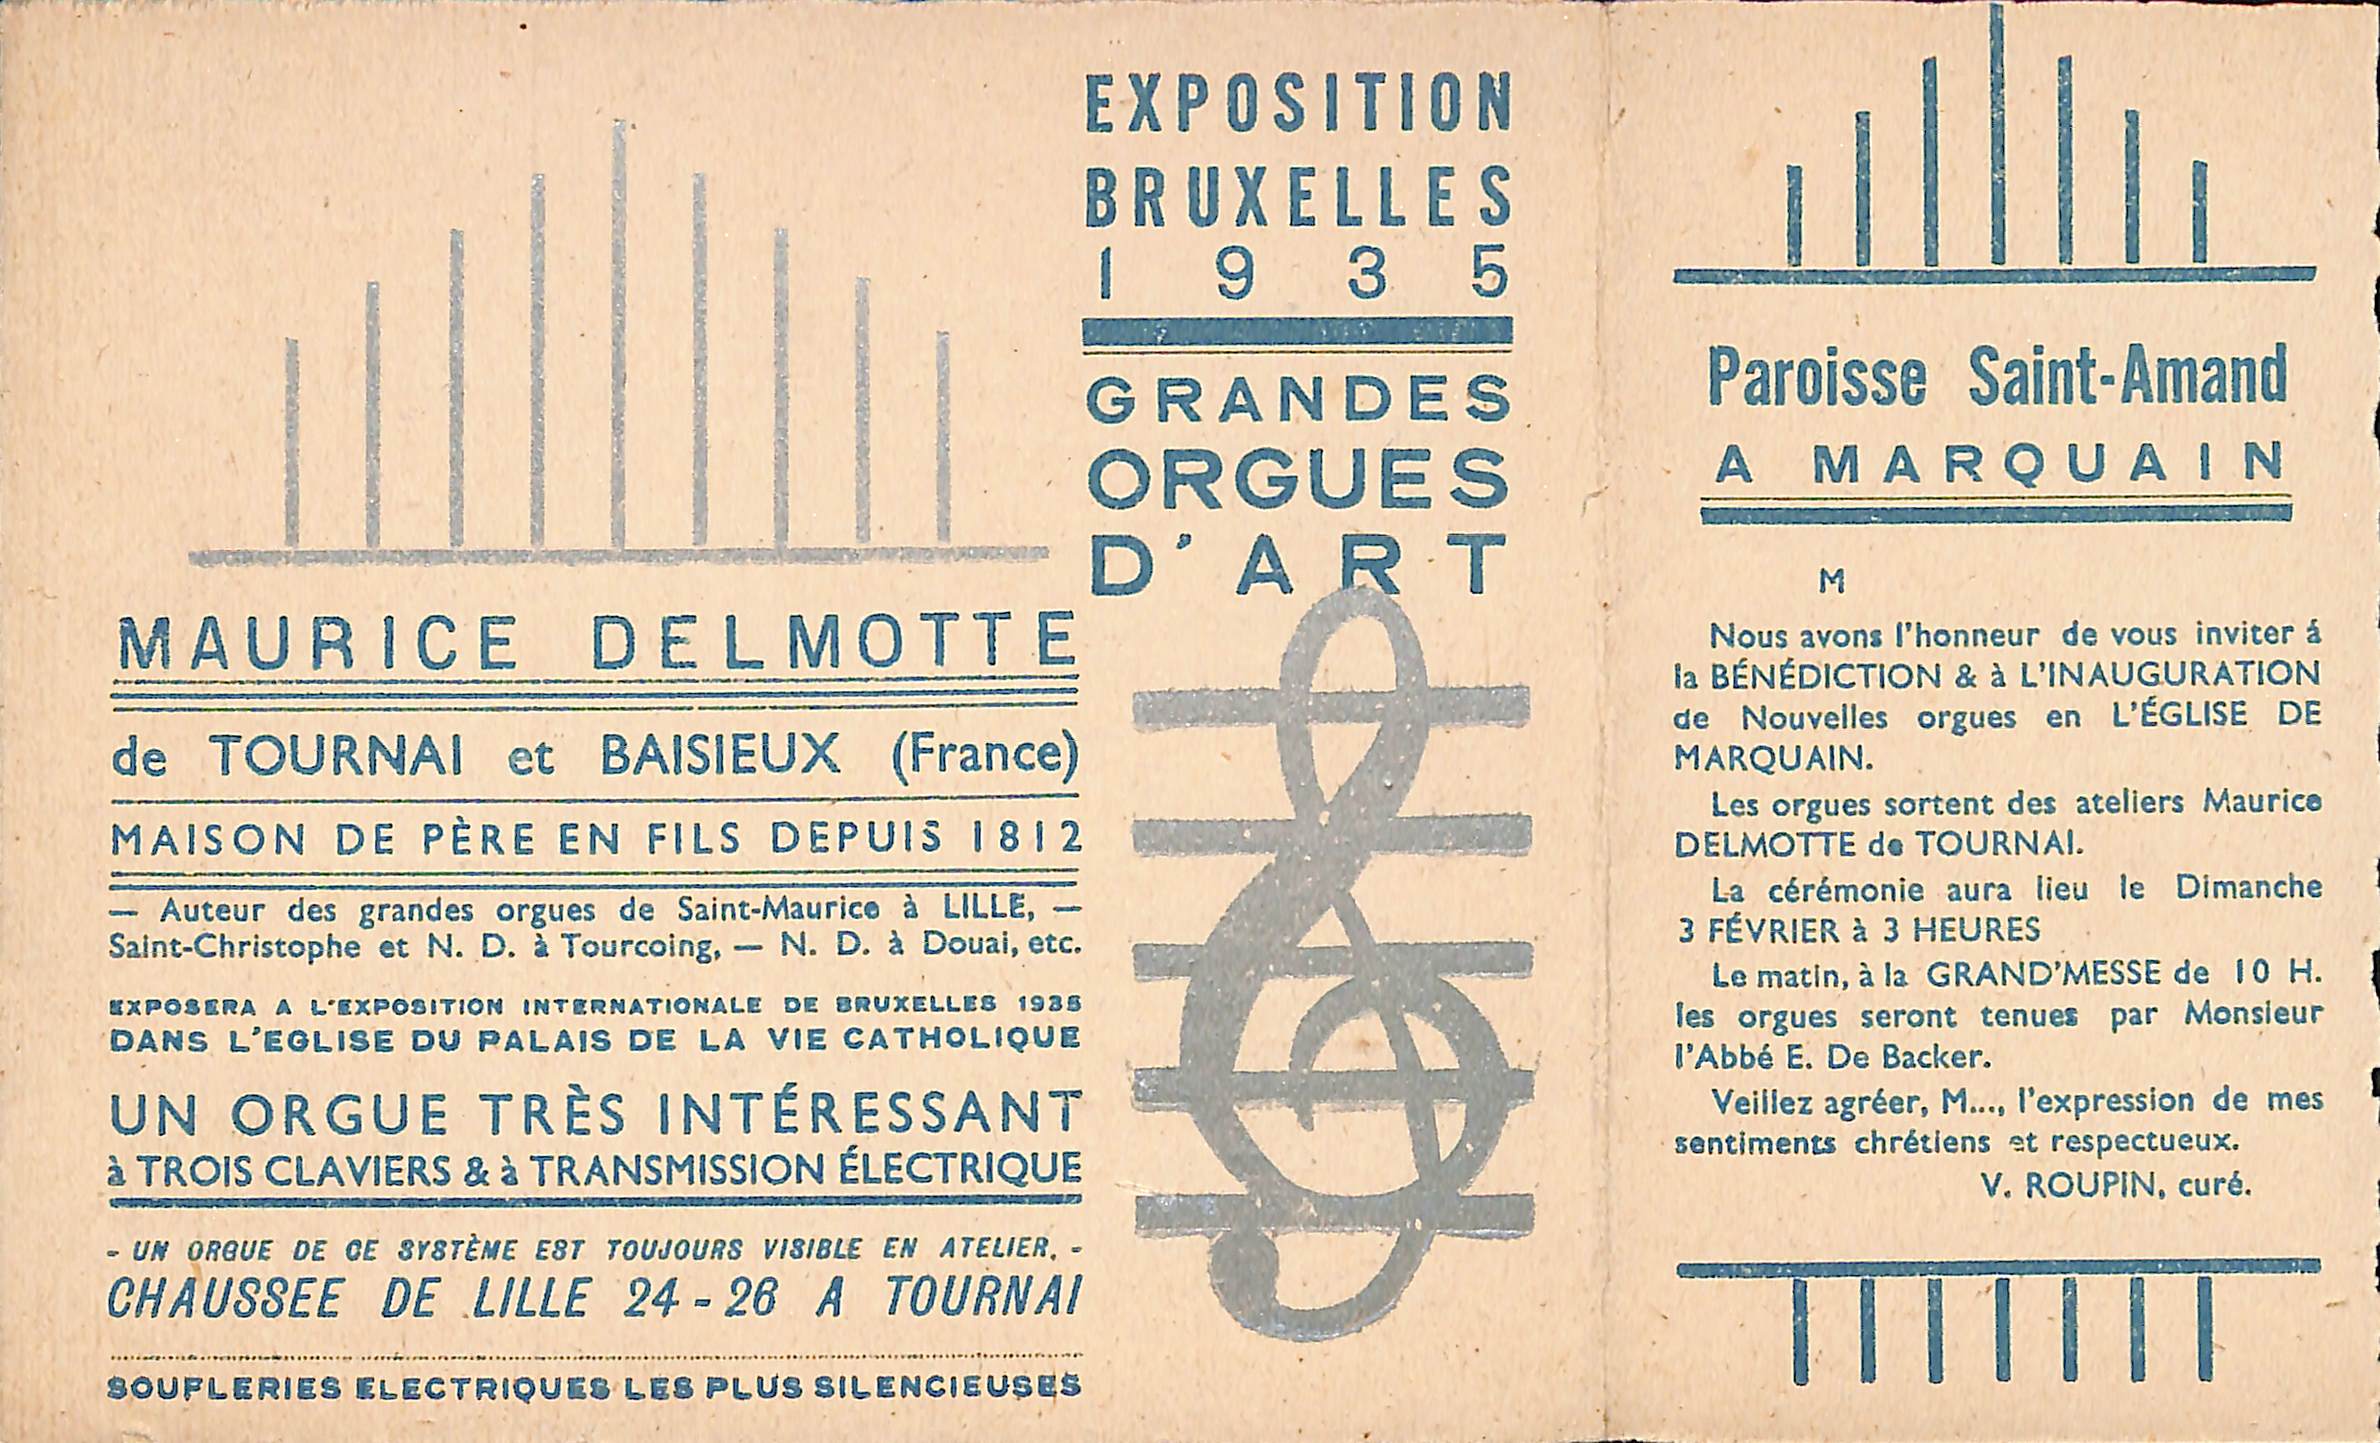 EXPOSITION
BRUXELLES
1935
GRANDES
ORGUES
D'ART
MAURICE DELMOTTE
de TOURNAI et BAISIEUX (France)
MAISON DE PÈRE EN FILS DEPUIS 1812
— Auteur des grandes orgues de Saint-Maurice à LILLE, —
Saint-Christophe et N. D. à Tourcoing, — N. D. à Douai, etc.
EXPOSERA A L'EXPOSITION INTERNATIONALE DE BRUXELLES 1935
DANS L'EGLISE DU PALAIS DE LA VIE CATHOLIQUE
UN ORGUE TRÈS INTÉRESSANT
à TROIS CLAVIERS & à TRANSMISSION ÉLECTRIQUE
- UN ORGUE DE CE SYSTÈME EST TOUJOURS VISIBLE EN ATELIER. -
CHAUSSEE DE LILLE 24-26 A TOURNAI
SOUFLERIES ELECTRIQUES LES PLUS SILENCIEUSES
Paroisse Saint-Amand
A MARQUAIN
M
Nous avons l'honneur de vous inviter á
la BÉNÉDICTION & à L'INAUGURATION
de Nouvelles orgues en L'ÉGLISE DE
MARQUAIN.
Les orgues sortent des ateliers Maurice
DELMOTTE de TOURNAI.
La cérémonie aura lieu le Dimanche
3 FÉVRIER à 3 HEURES
Le matin, à la GRAND'MESSE de 10 H.
les orgues seront tenues par Monsieur
l'Abbé E. De Backer.
Veillez agréer, M..., l'expression de mes
sentiments chrétiens et respectueux.
V. ROUPIN, curé.